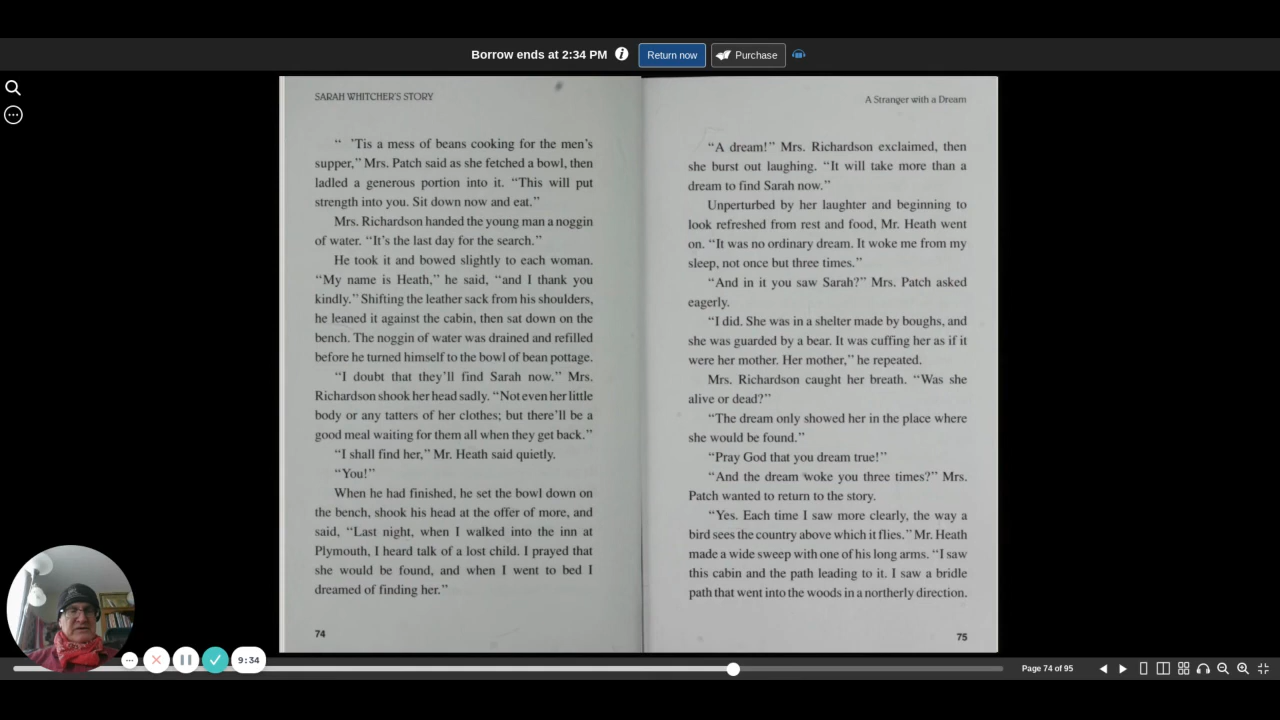 Borrow ends at 2:34 PM
Return now
Purchase
SARAH WHITCHER'S STORY
“ ’Tis a mess of beans cooking for the men’s
supper,” Mrs. Patch said as she fetched a bowl, then
ladled a generous portion into it. “This will put
strength into you. Sit down now and eat.”
Mrs. Richardson handed the young man a noggin
of water. “It’s the last day for the search.”
He took it and bowed slightly to each woman.
“My name is Heath,” he said, “and I thank you
kindly.” Shifting the leather sack from his shoulders,
he leaned it against the cabin, then sat down on the
bench. The noggin of water was drained and refilled
before he turned himself to the bowl of bean pottage.
“I doubt that they’ll find Sarah now.” Mrs.
Richardson shook her head sadly. “Not even her little
body or any tatters of her clothes; but there’ll be a
good meal waiting for them all when they get back.”
“I shall find her,” Mr. Heath said quietly.
“You!”
When he had finished, he set the bowl down on
the bench, shook his head at the offer of more, and
said, “Last night, when I walked into the inn at
Plymouth, I heard talk of a lost child. I prayed that
she would be found, and when I went to bed I
dreamed of finding her.”
74
A Stranger with a Dream
“A dream!” Mrs. Richardson exclaimed, then
she burst out laughing. “It will take more than a
dream to find Sarah now.”
Unperturbed by her laughter and beginning to
look refreshed from rest and food, Mr. Heath went
on. “It was no ordinary dream. It woke me from my
sleep, not once but three times.”
“And in it you saw Sarah?” Mrs. Patch asked
eagerly.
“I did. She was in a shelter made by boughs, and
she was guarded by a bear. It was cuffing her as if it
were her mother. Her mother,” he repeated.
Mrs. Richardson caught her breath. “Was she
alive or dead?”
“The dream only showed her in the place where
she would be found.”
“Pray God that you dream true!”
“And the dream woke you three times?” Mrs.
Patch wanted to return to the story.
“Yes. Each time I saw more clearly, the way a
bird sees the country above which it flies.” Mr. Heath
made a wide sweep with one of his long arms. “I saw
this cabin and the path leading to it. I saw a bridle
path that went into the woods in a northerly direction.
75
9:34
Page 74 of 95